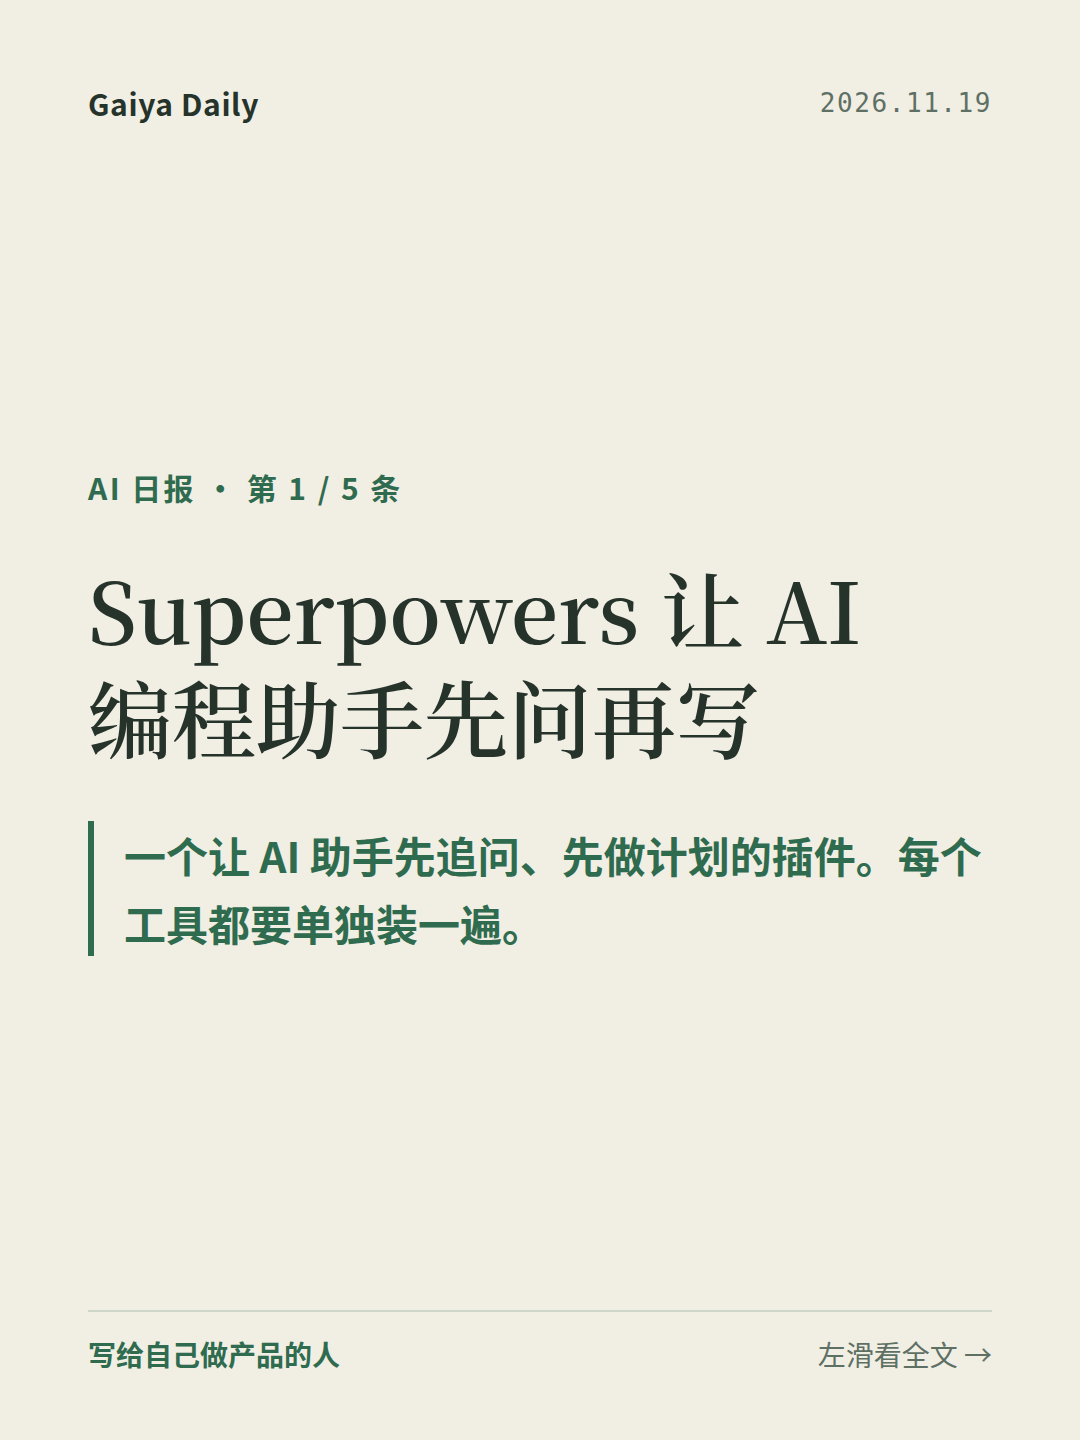 Gaiya Daily
2026.11.19
AI 日报 · 第 1 / 5 条
Superpowers 让 AI
编程助手先问再写
一个让 AI 助手先追问、先做计划的插件。每个
工具都要单独装一遍。
写给自己做产品的人
左滑看全文 →